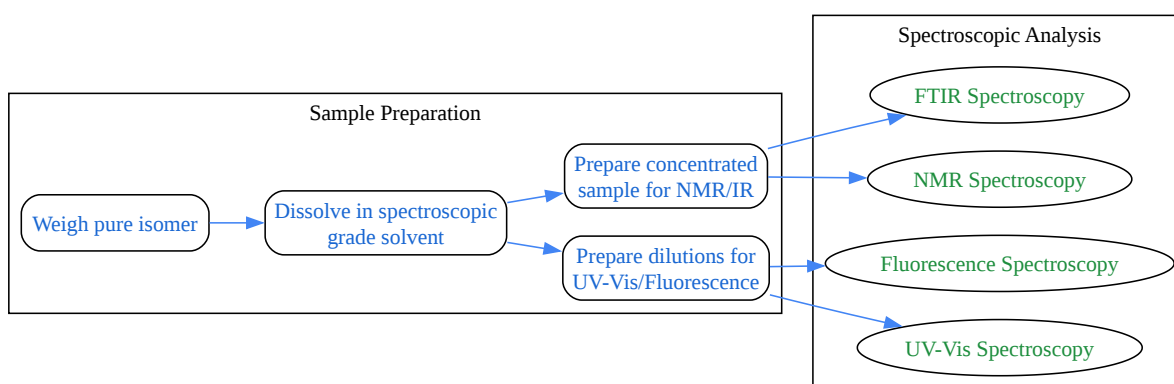 Sample Preparation
Weigh pure isomer
Dissolve in spectroscopic
grade solvent
Prepare concentrated
sample for NMR/IR
Prepare dilutions for
UV-Vis/Fluorescence
Spectroscopic Analysis
FTIR Spectroscopy
NMR Spectroscopy
Fluorescence Spectroscopy
UV-Vis Spectroscopy